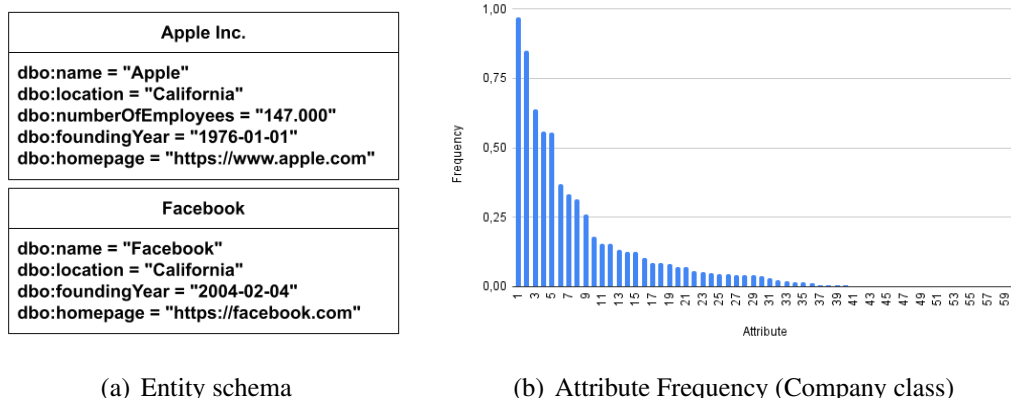 Apple Inc.
dbo:name = "Apple"
dbo:location = "California"
dbo:numberOfEmployees = "147.000"
dbo:foundingYear = "1976-01-01"
dbo:homepage = "https://www.apple.com"
Facebook
dbo:name = "Facebook"
dbo:location = "California"
dbo:foundingYear = "2004-02-04"
dbo:homepage = "https://facebook.com"
(a) Entity schema
1,00
0,75
0,50
0,25
0,00
Frequency
1 3 5 7 9 11 13 15 17 19 21 23 25 27 29 31 33 35 37 39 41 43 45 47 49 51 53 55 57 59
Attribute
(b) Attribute Frequency (Company class)